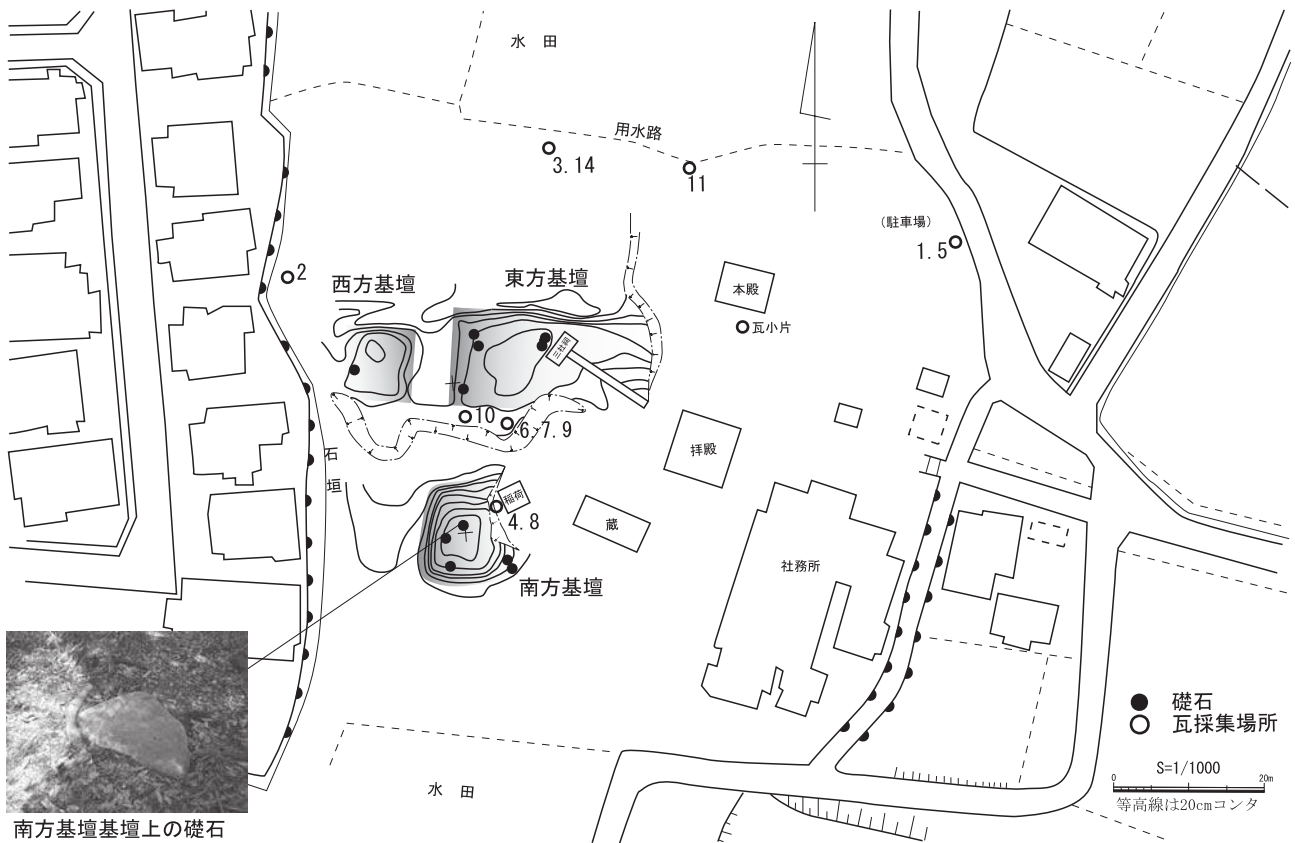 水 田
用水路
3.14
11
(駐車場)
1.5
2
西方基壇
東方基壇
本殿
瓦小片
三社祠
10
6.7.9
拝殿
石垣
稲荷
4.8
蔵
社務所
南方基壇
礎石
瓦採集場所
S=1/1000
0
20m
等高線は20cmコンタ
水 田
南方基壇基壇上の礎石